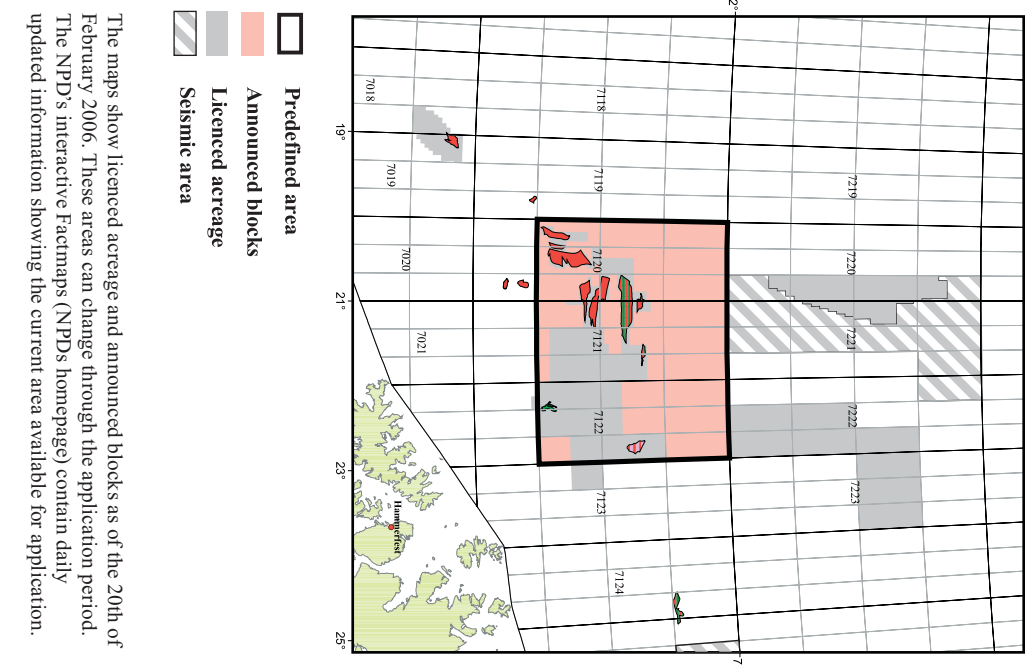 2°
7018
7118
19°
7019
7119
7219
7020
7120
7220
21°
7021
7121
7221
7122
7222
23°
7123
7223
Hammerfest
7124
25°
7
Predefined area
Announced blocks
Licenced acreage
Seismic area
The maps show licenced acreage and announced blocks as of the 20th of
February 2006. These areas can change through the application period.
The NPD’s interactive Factmaps (NPDs homepage) contain daily
updated information showing the current area available for application.